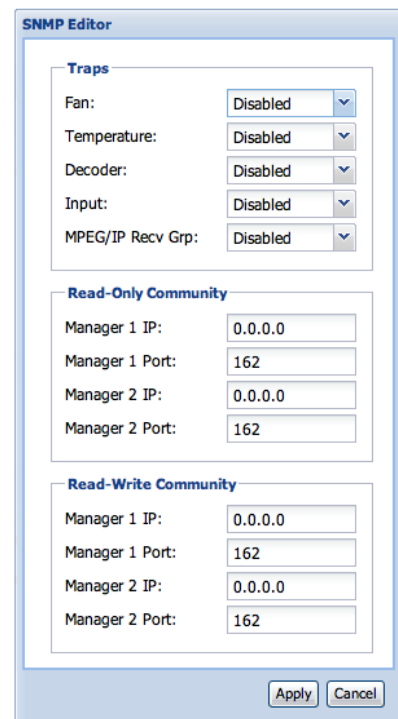 SNMP Editor
Traps
Fan: Disabled
Temperature: Disabled
Decoder: Disabled
Input: Disabled
MPEG/IP Recv Grp: Disabled
Read-Only Community
Manager 1 IP: 0.0.0.0
Manager 1 Port: 162
Manager 2 IP: 0.0.0.0
Manager 2 Port: 162
Read-Write Community
Manager 1 IP: 0.0.0.0
Manager 1 Port: 162
Manager 2 IP: 0.0.0.0
Manager 2 Port: 162
Apply Cancel